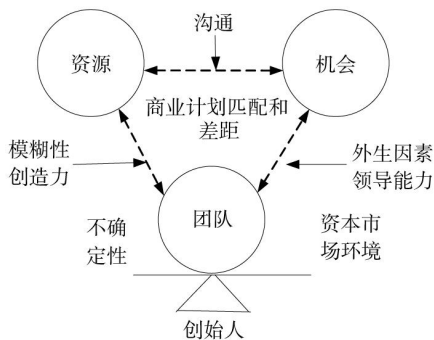 沟通
资源
机会
商业计划匹配和
差距
模糊性
创造力
外生因素
领导能力
团队
不确
定性
资本市
场环境
创始人